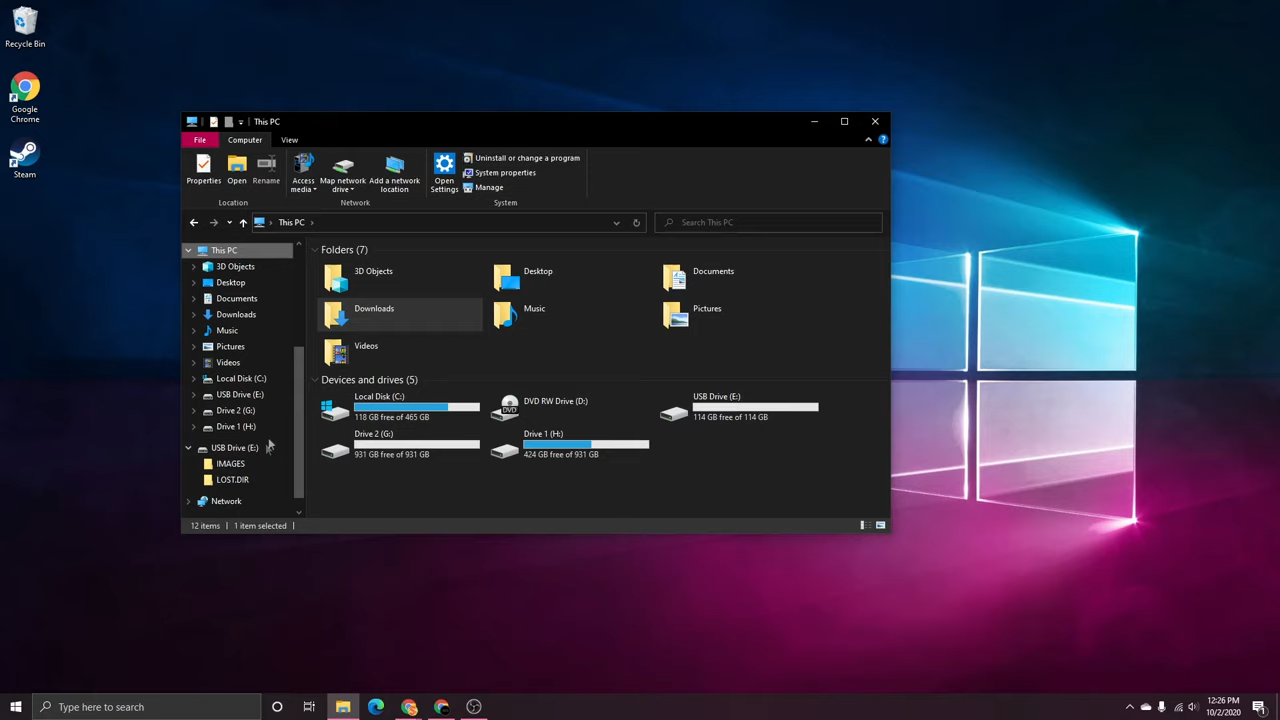 Recycle Bin
Google
Chrome
Steam
This PC
File
Computer
View
Properties
Open
Rename
Location
Access
media
Map network
drive
Add a network
location
Network
Open
Settings
Uninstall or change a program
System properties
Manage
System
This PC
Search This PC
This PC
3D Objects
Desktop
Documents
Downloads
Music
Pictures
Videos
Local Disk (C:)
USB Drive (E:)
Drive 2 (G:)
Drive 1 (H:)
USB Drive (E:)
IMAGES
LOST.DIR
Network
Folders (7)
3D Objects
Desktop
Documents
Downloads
Music
Pictures
Videos
Devices and drives (5)
Local Disk (C:)
118 GB free of 465 GB
DVD
DVD RW Drive (D:)
USB Drive (E:)
114 GB free of 114 GB
Drive 2 (G:)
931 GB free of 931 GB
Drive 1 (H:)
424 GB free of 931 GB
12 items
1 item selected
Type here to search
12:26 PM
10/2/2020
1